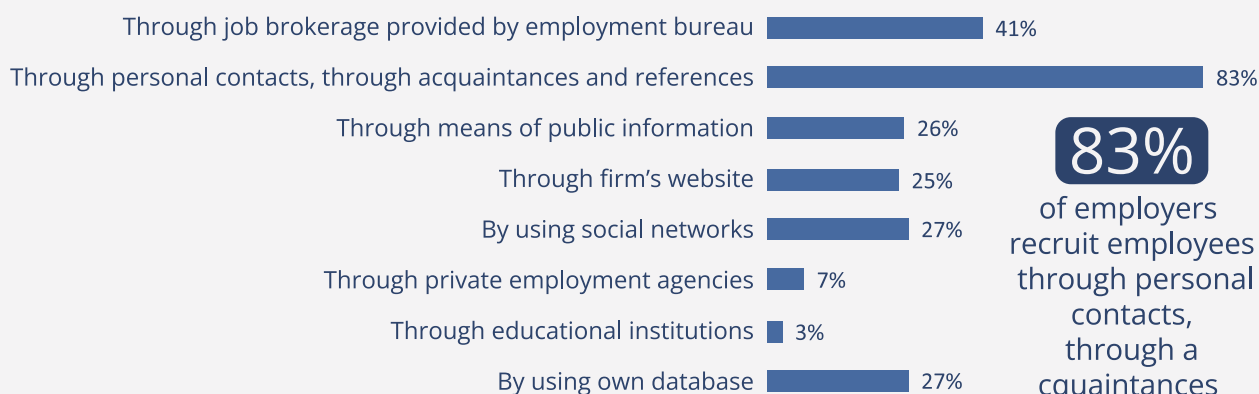 Through job brokerage provided by employment bureau 41%
Through personal contacts, through acquaintances and references 83%
Through means of public information 26%
Through firm’s website 25%
By using social networks 27%
Through private employment agencies 7%
Through educational institutions 3%
By using own database 27%
83%
of employers
recruit employees
through personal
contacts,
through a
cquaintances